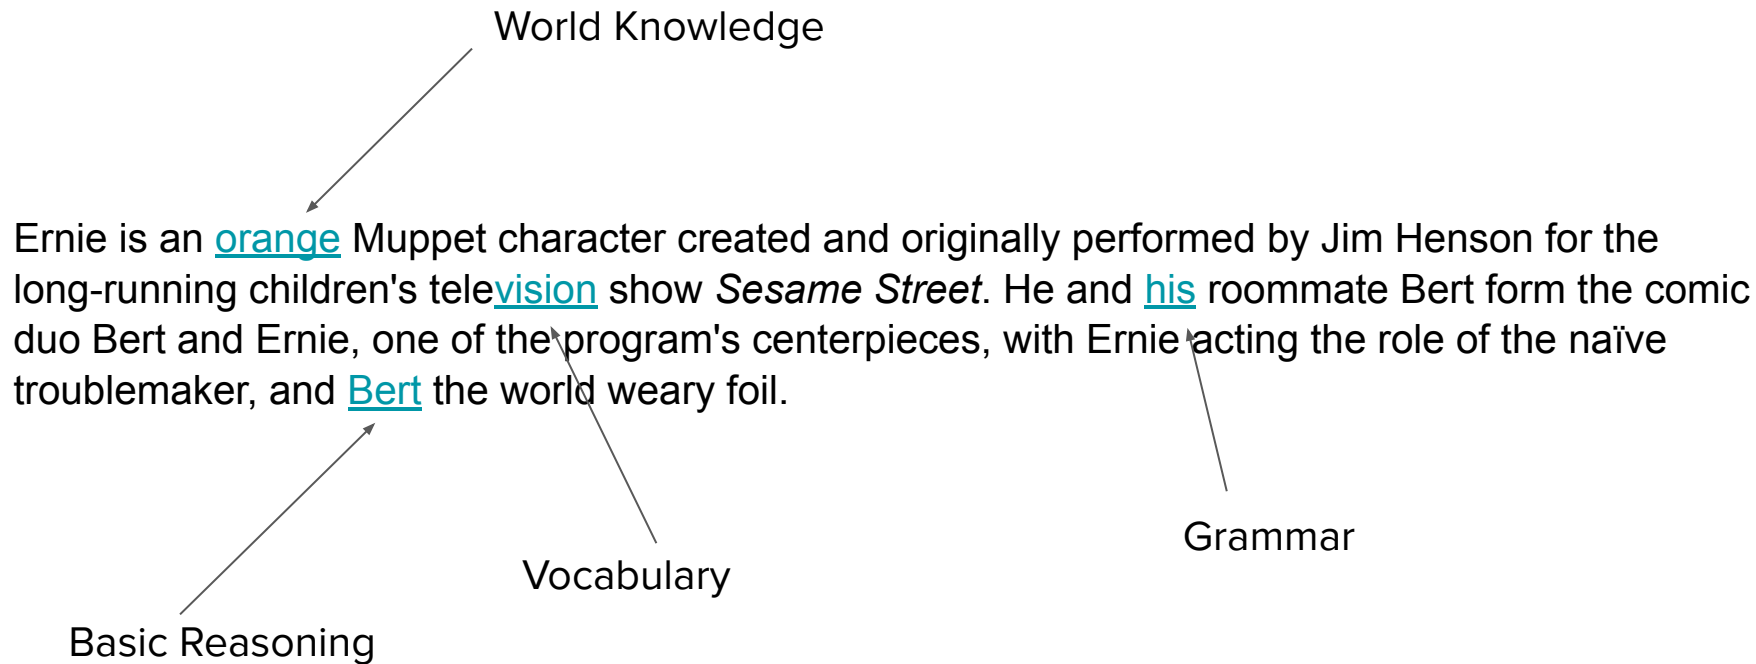 World Knowledge
Ernie is an orange Muppet character created and originally performed by Jim Henson for the
long-running children's television show Sesame Street. He and his roommate Bert form the comic
duo Bert and Ernie, one of the program's centerpieces, with Ernie acting the role of the naïve
troublemaker, and Bert the world weary foil.
Grammar
Vocabulary
Basic Reasoning